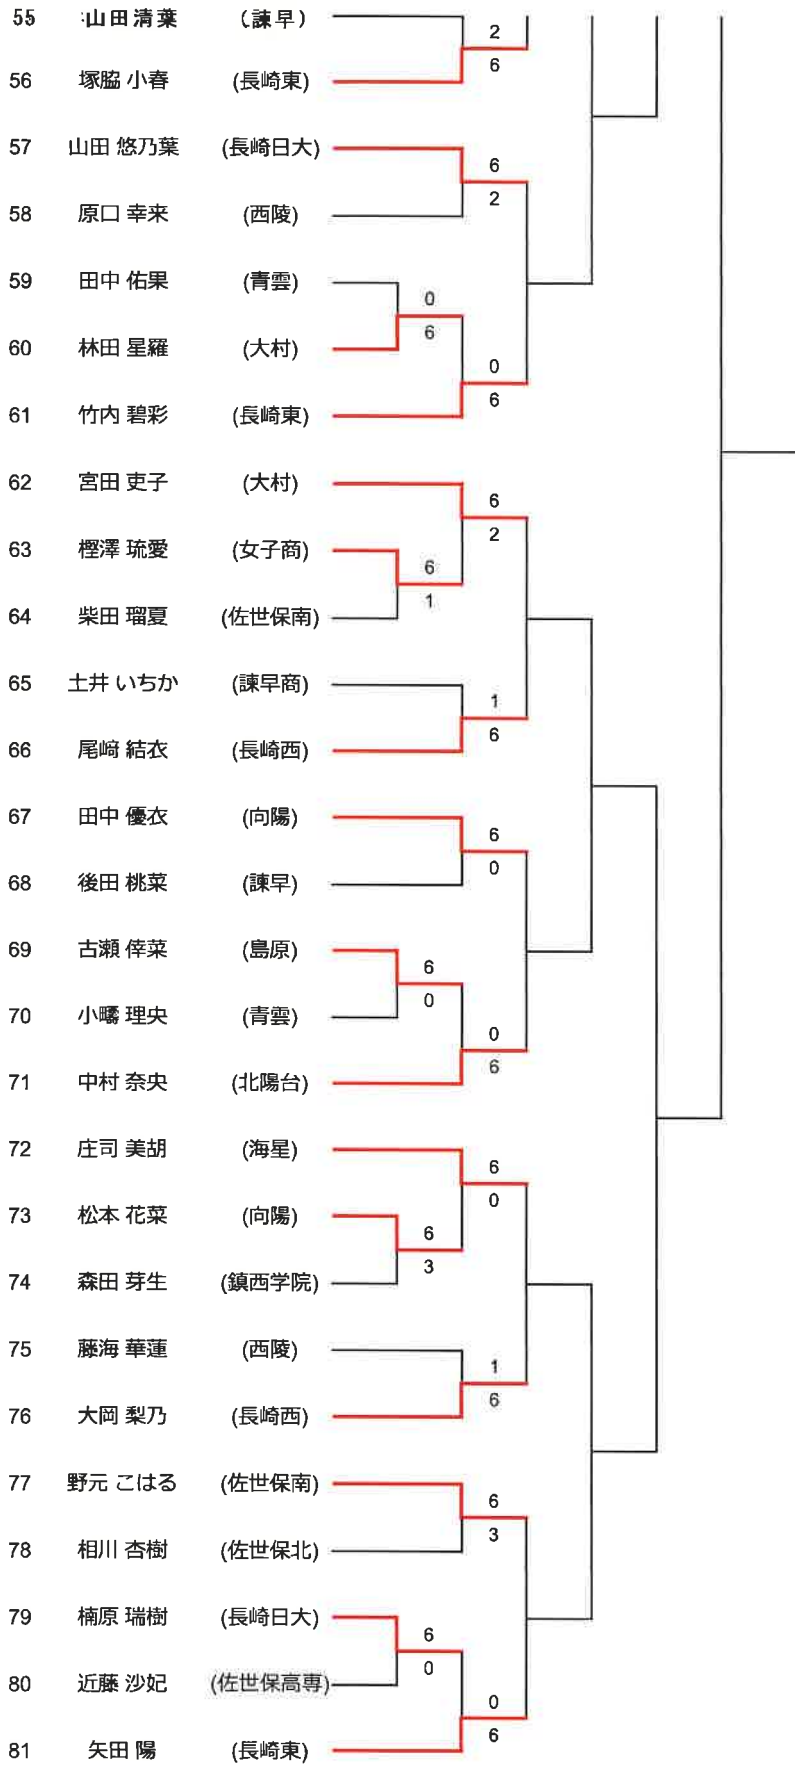 55 山田清葉 (諫早)
2
56 塚脇 小春 (長崎東)
6
57 山田 悠乃葉 (長崎日大)
6
2
58 原口 幸来 (西陵)
59 田中 佑果 (青雲)
0
6
60 林田 星羅 (大村)
0
6
61 竹内 碧彩 (長崎東)
62 宮田 吏子 (大村)
6
2
63 樫澤 琉愛 (女子商)
6
1
64 柴田 瑠夏 (佐世保南)
65 土井 いちか (諫早商)
1
6
66 尾﨑 結衣 (長崎西)
67 田中 優衣 (向陽)
6
0
68 後田 桃菜 (諫早)
69 古瀬 倖菜 (島原)
6
0
70 小疇 理央 (青雲)
0
6
71 中村 奈央 (北陽台)
72 庄司 美胡 (海星)
6
0
73 松本 花菜 (向陽)
6
3
74 森田 芽生 (鎮西学院)
75 藤海 華蓮 (西陵)
1
6
76 大岡 梨乃 (長崎西)
77 野元 こはる (佐世保南)
6
3
78 相川 杏樹 (佐世保北)
79 楠原 瑞樹 (長崎日大)
6
0
80 近藤 沙妃 (佐世保高専)
0
6
81 矢田 陽 (長崎東)